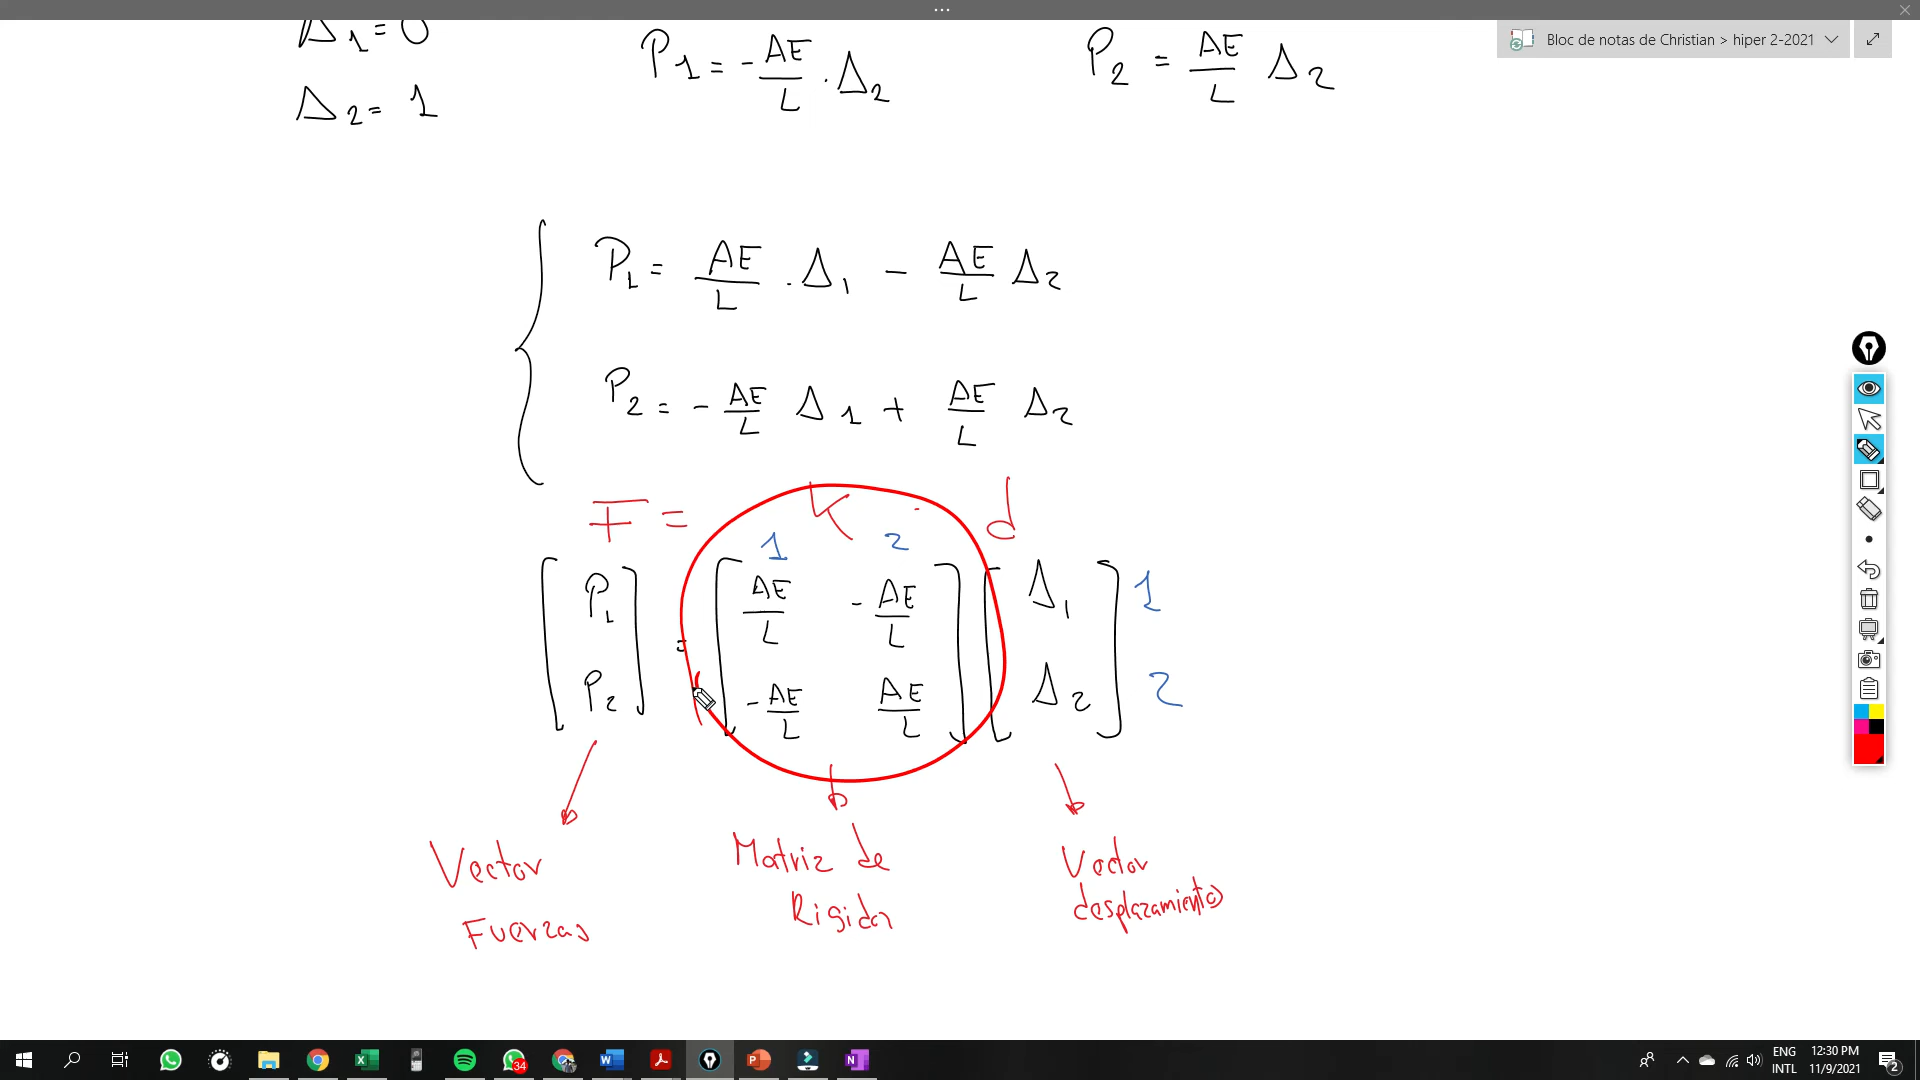 Bloc de notas de Christian > hiper 2-2021
Δ1 = 0
P1 = - AE/L . Δ2
P2 = AE/L Δ2
Δ2 = 1
P1 = AE/L . Δ1 - AE/L Δ2
P2 = - AE/L Δ1 + AE/L Δ2
F = K . d
1 2
[P1] = [AE/L - AE/L] [Δ1] 1
[P2] [- AE/L AE/L] [Δ2] 2
Vector Fuerzas
Matriz de Rigidez
Vector desplazamientos
34
ENG
INTL
12:30 PM
11/9/2021
2